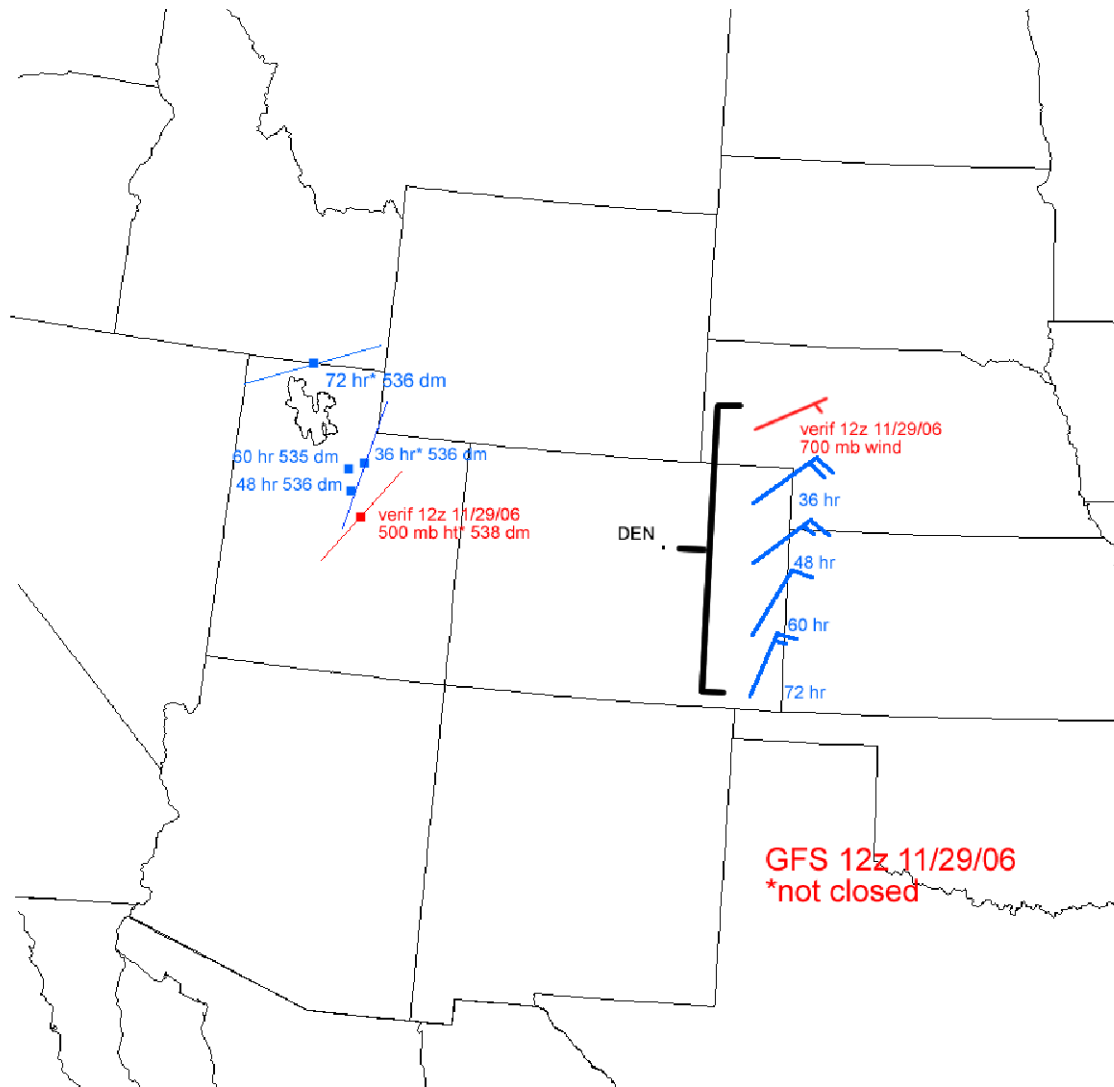 72 hr* 536 dm
60 hr 535 dm
36 hr* 536 dm
48 hr 536 dm
verif 12z 11/29/06
500 mb ht* 538 dm
verif 12z 11/29/06
700 mb wind
36 hr
DEN
48 hr
60 hr
72 hr
GFS 12z 11/29/06
*not closed